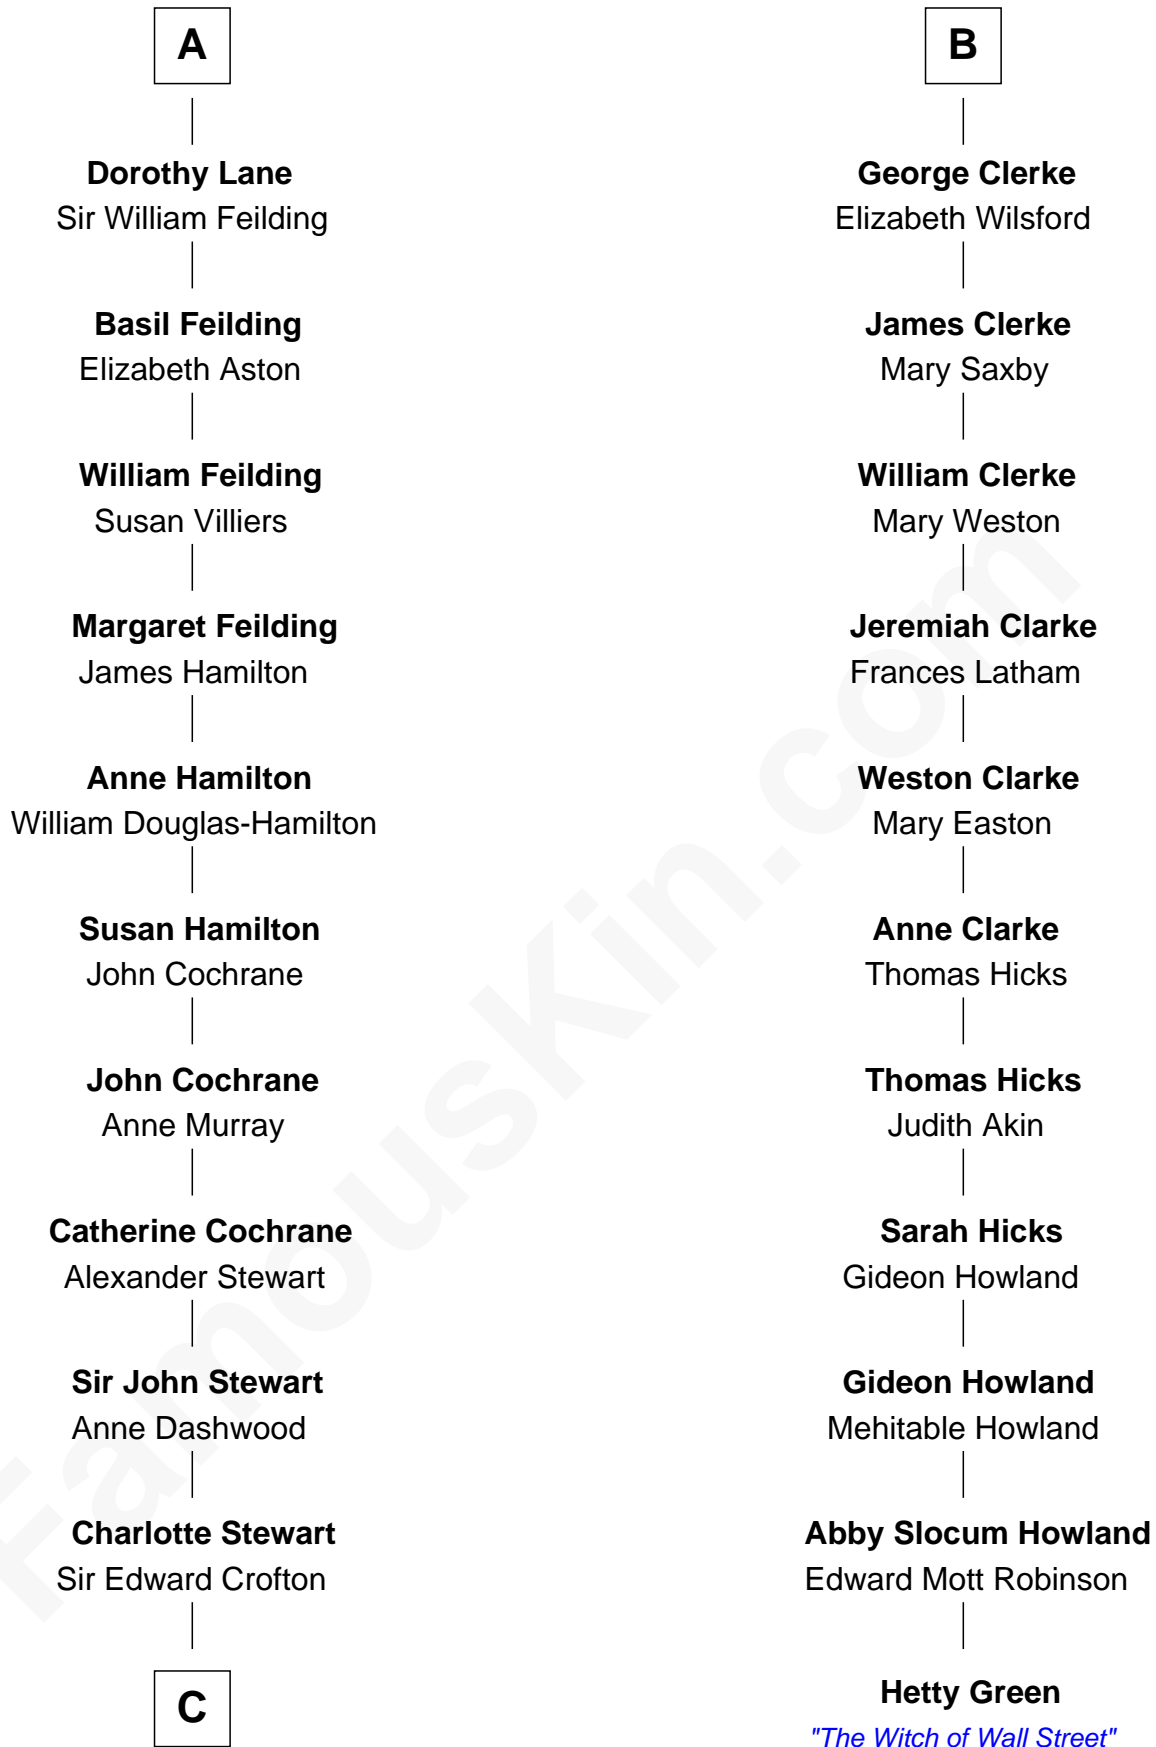 A
Dorothy Lane
Sir William Feilding
Basil Feilding
Elizabeth Aston
William Feilding
Susan Villiers
Margaret Feilding
James Hamilton
Anne Hamilton
William Douglas-Hamilton
Susan Hamilton
John Cochrane
John Cochrane
Anne Murray
Catherine Cochrane
Alexander Stewart
Sir John Stewart
Anne Dashwood
Charlotte Stewart
Sir Edward Crofton
C
B
George Clerke
Elizabeth Wilsford
James Clerke
Mary Saxby
William Clerke
Mary Weston
Jeremiah Clarke
Frances Latham
Weston Clarke
Mary Easton
Anne Clarke
Thomas Hicks
Thomas Hicks
Judith Akin
Sarah Hicks
Gideon Howland
Gideon Howland
Mehitable Howland
Abby Slocum Howland
Edward Mott Robinson
Hetty Green
"The Witch of Wall Street"
FamousKin.com